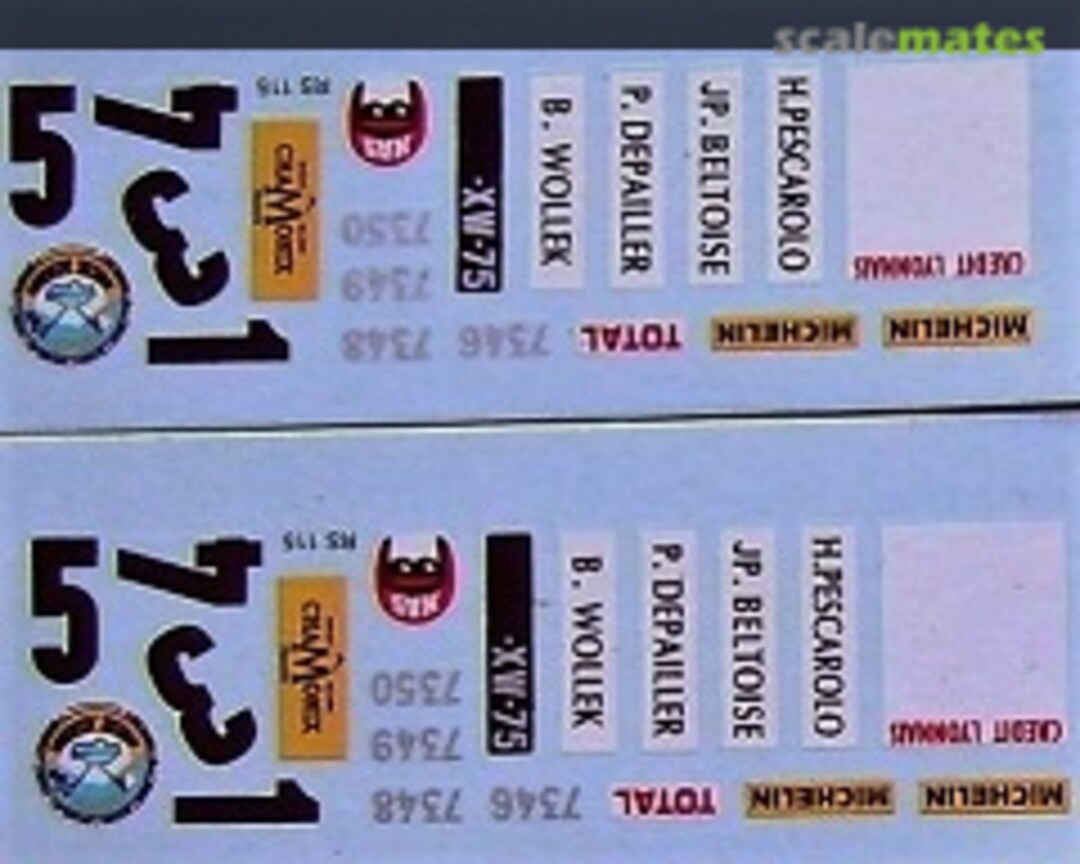 scalemates
5
4
3
1
RS 115
CHAMONIX
7350
7349
7348
7346
XW-75
B. WOLLEK
P. DEPAILLER
JP. BELTOISE
H.PESCAROLO
CREDIT LYONNAIS
TOTAL
MICHELIN
MICHELIN
5
4
3
1
RS 115
CHAMONIX
7350
7349
7348
7346
XW-75
B. WOLLEK
P. DEPAILLER
JP. BELTOISE
H.PESCAROLO
CREDIT LYONNAIS
TOTAL
MICHELIN
MICHELIN